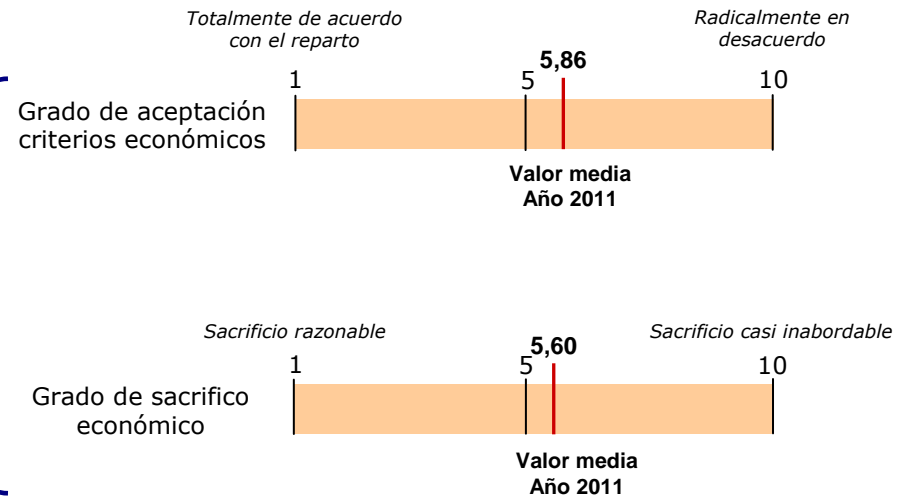 Totalmente de acuerdo
con el reparto
Radicalmente en
desacuerdo
5,86
1
5
10
Grado de aceptación
criterios económicos
Valor media
Año 2011
Sacrificio razonable
Sacrificio casi inabordable
5,60
1
5
10
Grado de sacrifico
económico
Valor media
Año 2011